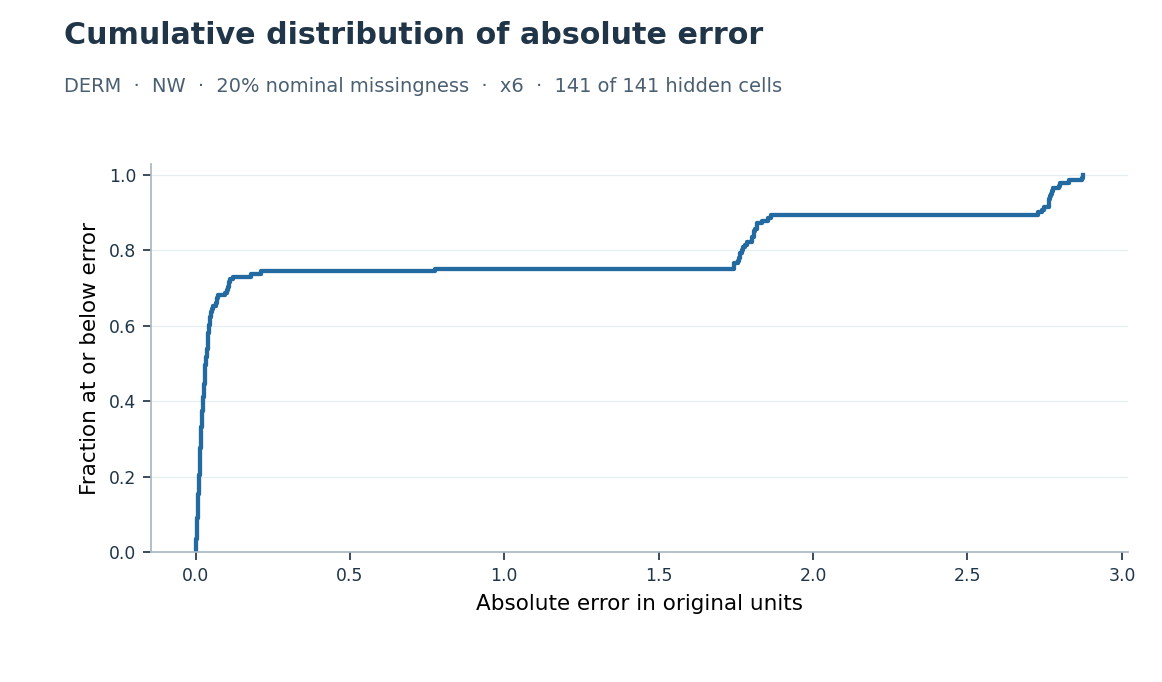 Cumulative distribution of absolute error
DERM · NW · 20% nominal missingness · x6 · 141 of 141 hidden cells
Fraction at or below error
1.0
0.8
0.6
0.4
0.2
0.0
0.0 0.5 1.0 1.5 2.0 2.5 3.0
Absolute error in original units